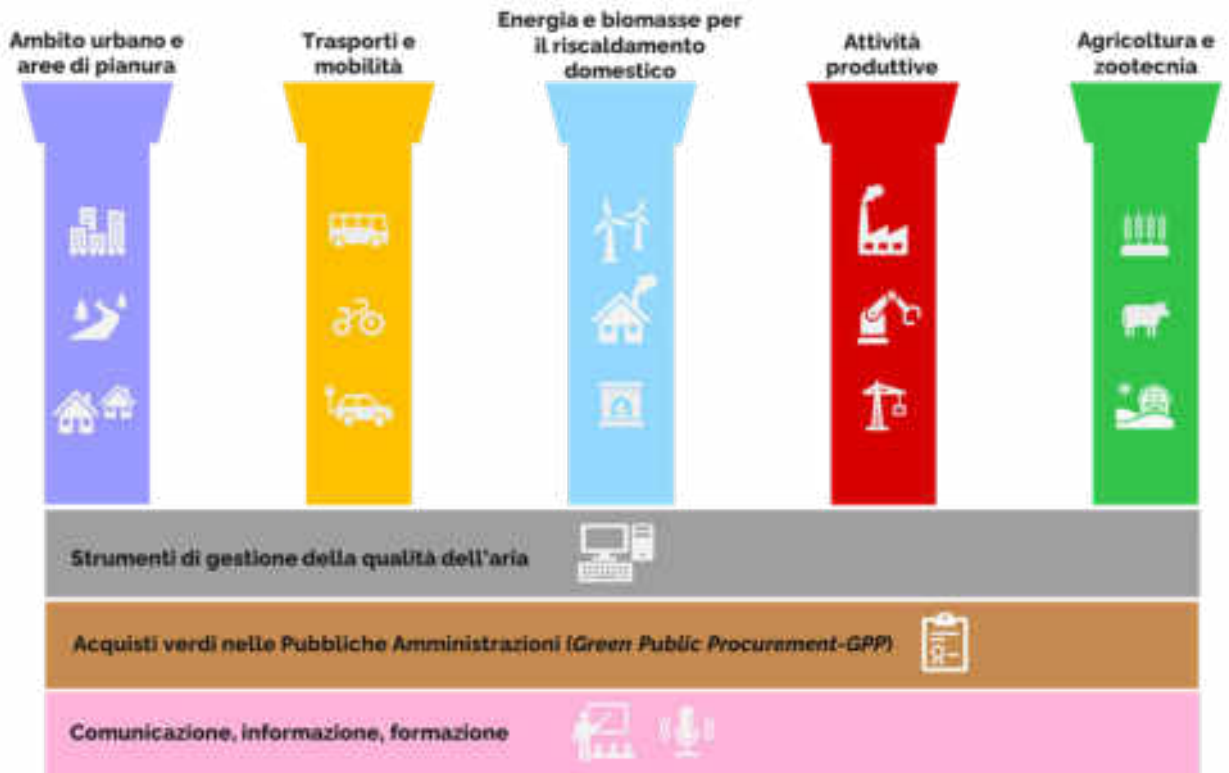 Ambito urbano e
aree di pianura
Trasporti e
mobilità
Energia e biomasse per
il riscaldamento
domestico
Attività
produttive
Agricoltura e
zootecnia
Strumenti di gestione della qualità dell'aria
Acquisti verdi nelle Pubbliche Amministrazioni (Green Public Procurement-GPP)
Comunicazione, informazione, formazione